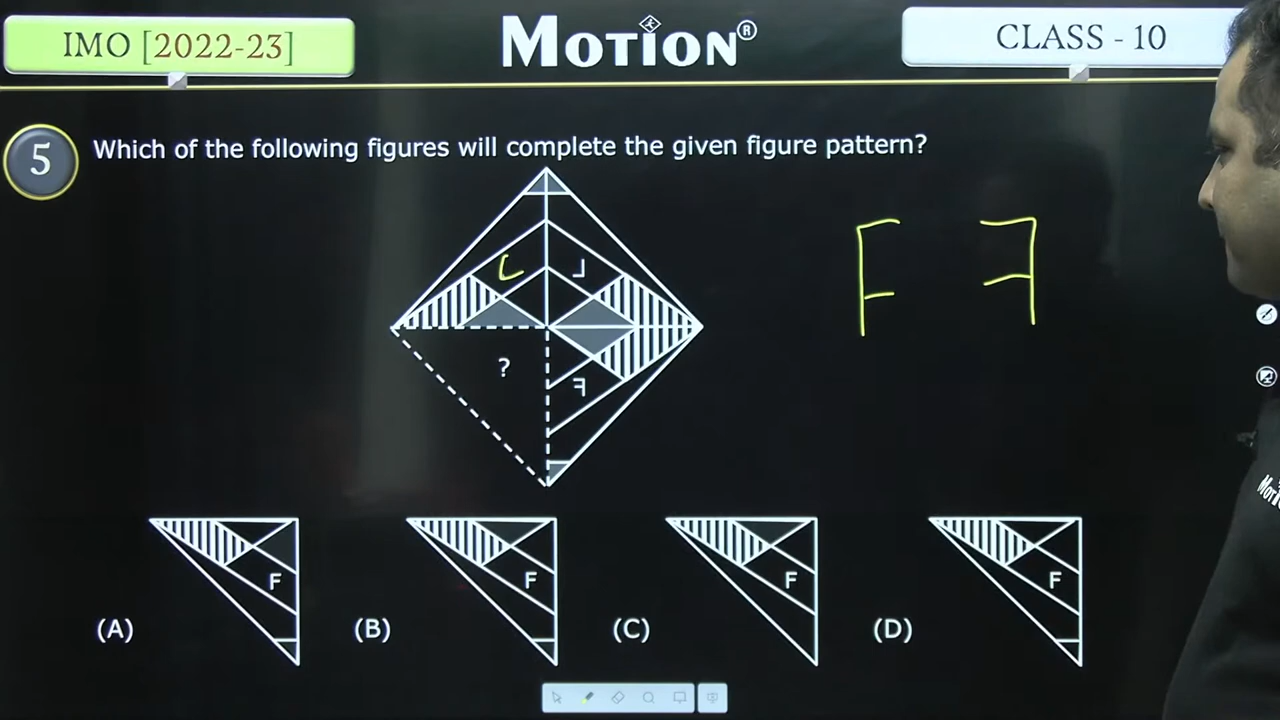 IMO [2022-23]
MOTION®
CLASS - 10
5
Which of the following figures will complete the given figure pattern?
?
F
F
F
F
F
(A)
(B)
(C)
(D)